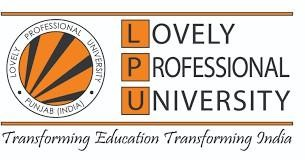 LOVELY PROFESSIONAL UNIVERSITY
PUNJAB (INDIA)
LOVELY
PROFESSIONAL
UNIVERSITY
Transforming Education Transforming India